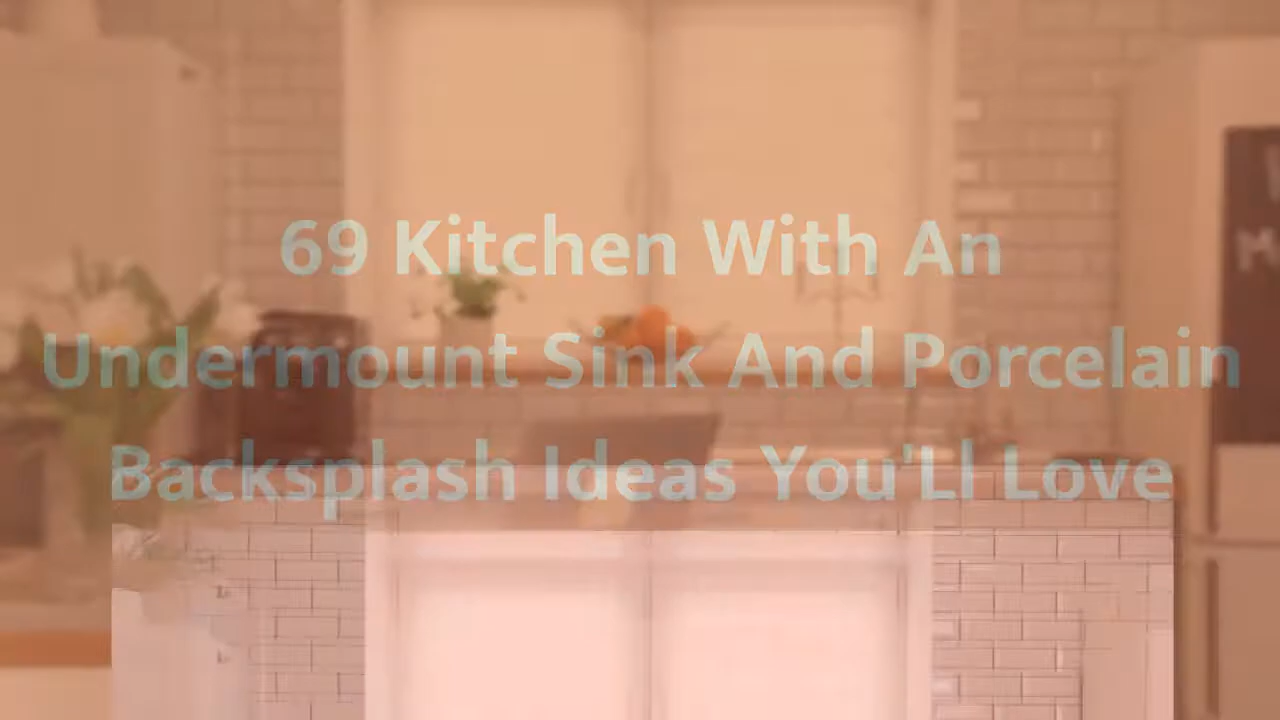 69 Kitchen With An
Undermount Sink And Porcelain
Backsplash Ideas You'Ll Love